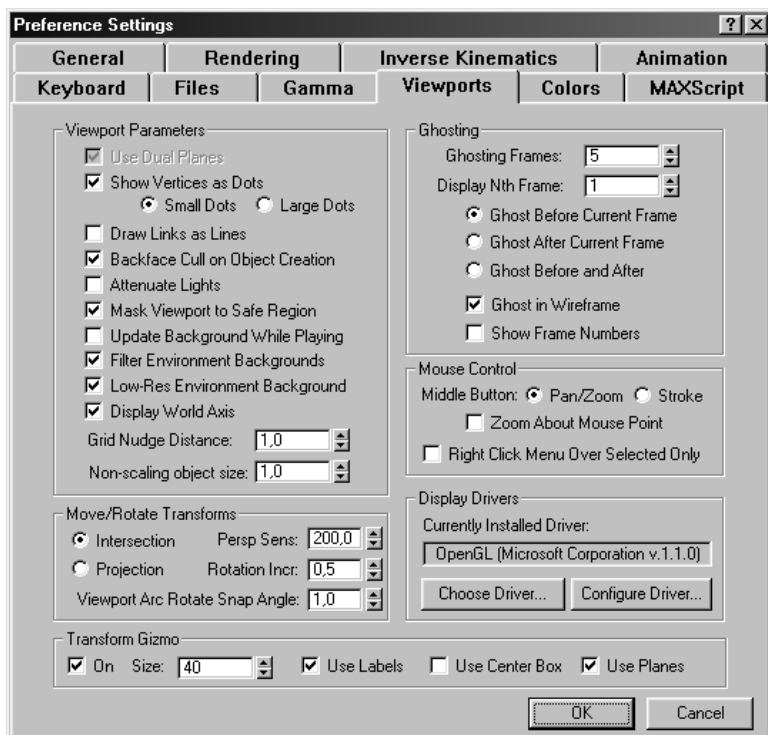 Preference Settings
General Rendering Inverse Kinematics Animation
Keyboard Files Gamma Viewports Colors MAXScript
Viewport Parameters
Use Dual Planes
Show Vertices as Dots
Small Dots Large Dots
Draw Links as Lines
Backface Cull on Object Creation
Attenuate Lights
Mask Viewport to Safe Region
Update Background While Playing
Filter Environment Backgrounds
Low-Res Environment Background
Display World Axis
Grid Nudge Distance: 1,0
Non-scaling object size: 1,0
Move/Rotate Transforms
Intersection Persp Sens: 200,0
Projection Rotation Incr: 0,5
Viewport Arc Rotate Snap Angle: 1,0
Ghosting
Ghosting Frames: 5
Display Nth Frame: 1
Ghost Before Current Frame
Ghost After Current Frame
Ghost Before and After
Ghost in Wireframe
Show Frame Numbers
Mouse Control
Middle Button: Pan/Zoom Stroke
Zoom About Mouse Point
Right Click Menu Over Selected Only
Display Drivers
Currently Installed Driver:
OpenGL (Microsoft Corporation v.1.1.0)
Choose Driver... Configure Driver...
Transform Gizmo
On Size: 40 Use Labels Use Center Box Use Planes
OK Cancel